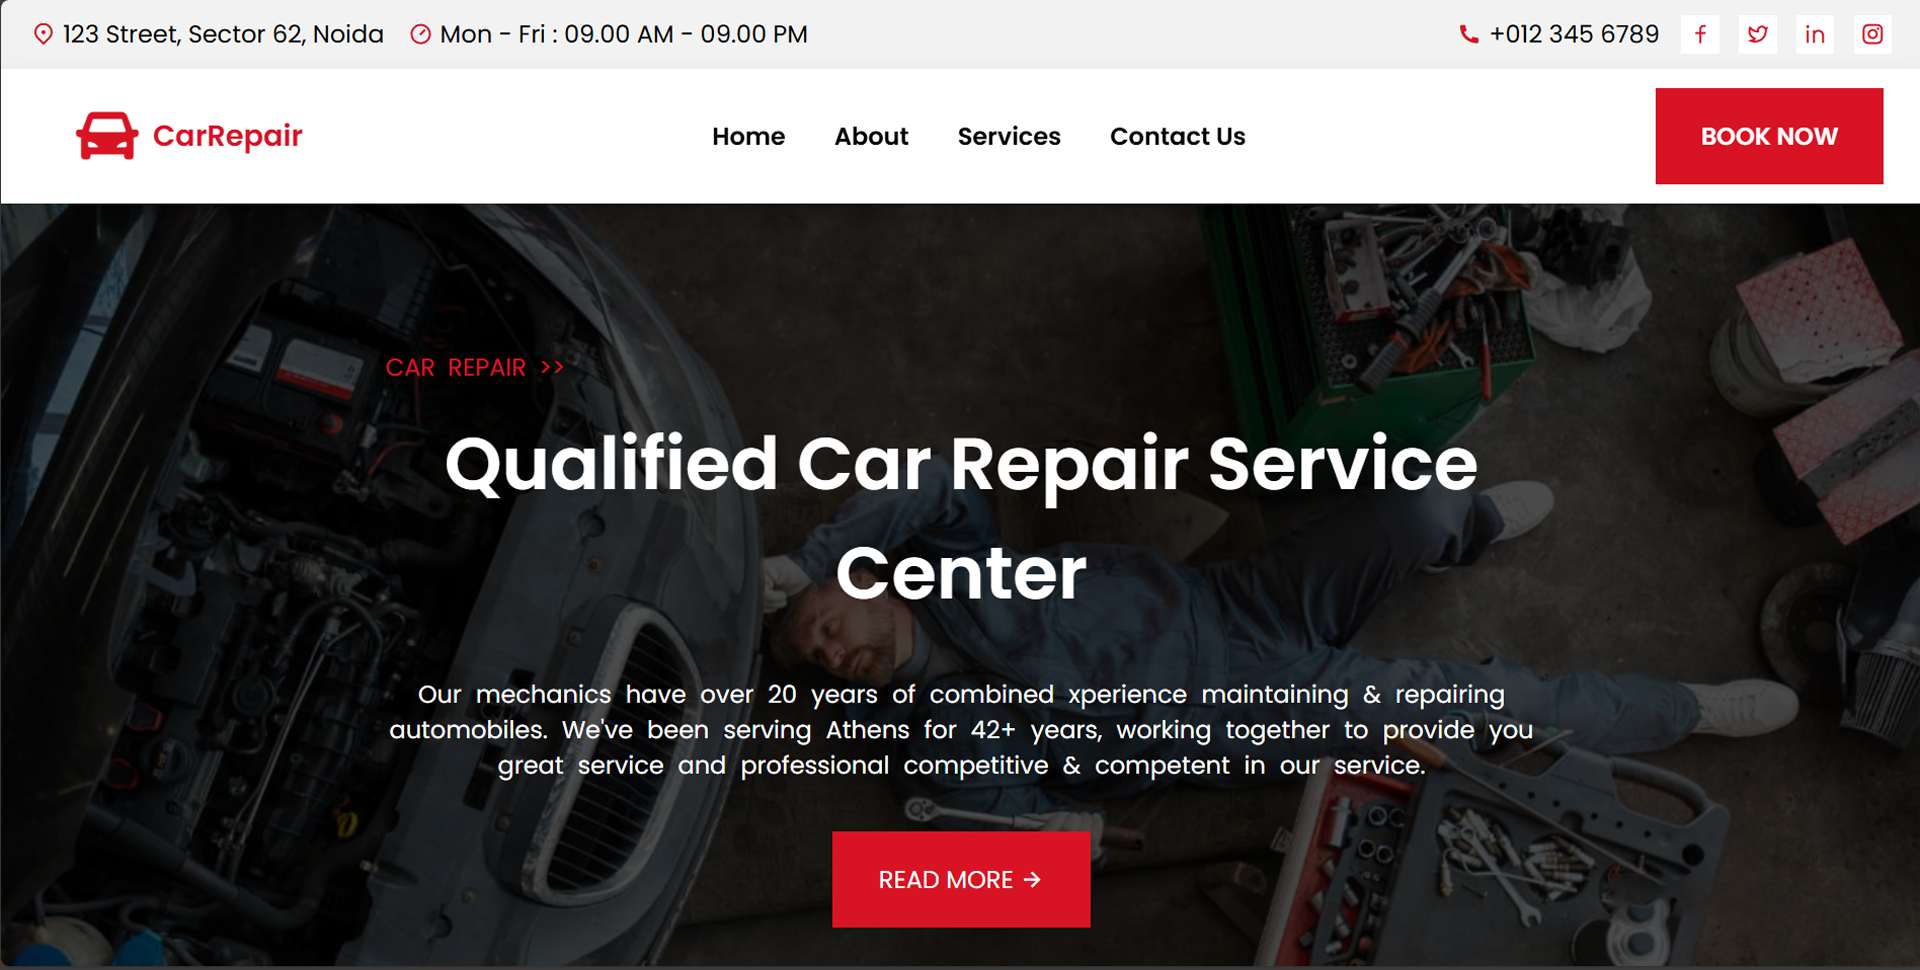 123 Street, Sector 62, Noida
Mon - Fri : 09.00 AM - 09.00 PM
+012 345 6789
CarRepair
Home
About
Services
Contact Us
BOOK NOW
CAR REPAIR >>
Qualified Car Repair Service
Center
Our mechanics have over 20 years of combined xperience maintaining & repairing
automobiles. We've been serving Athens for 42+ years, working together to provide you
great service and professional competitive & competent in our service.
READ MORE →